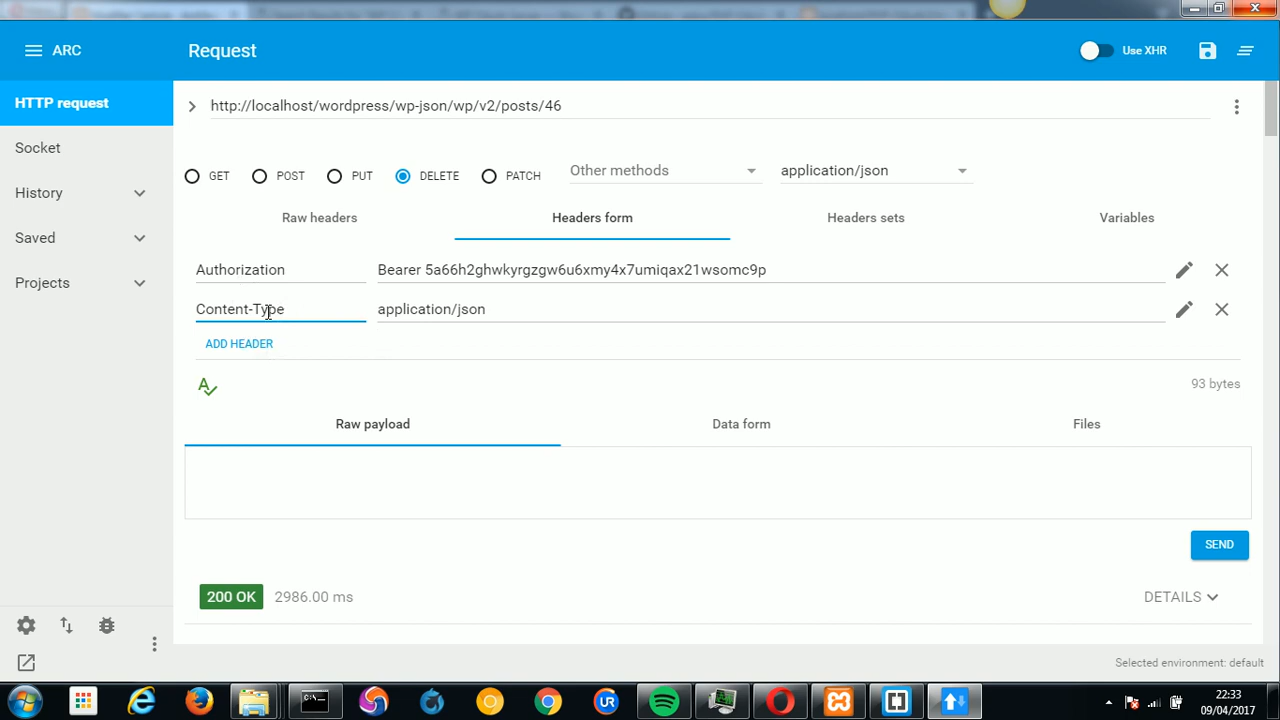 ARC
Request
Use XHR
HTTP request
Socket
History
Saved
Projects
http://localhost/wordpress/wp-json/wp/v2/posts/46
GET
POST
PUT
DELETE
PATCH
Other methods
application/json
Raw headers
Headers form
Headers sets
Variables
Authorization
Bearer 5a66h2ghwkyrgzgw6u6xmy4x7umiqax21wsomc9p
Content-Type
application/json
ADD HEADER
93 bytes
Raw payload
Data form
Files
SEND
200 OK
2986.00 ms
DETAILS
Selected environment: default
UR
22:33
09/04/2017